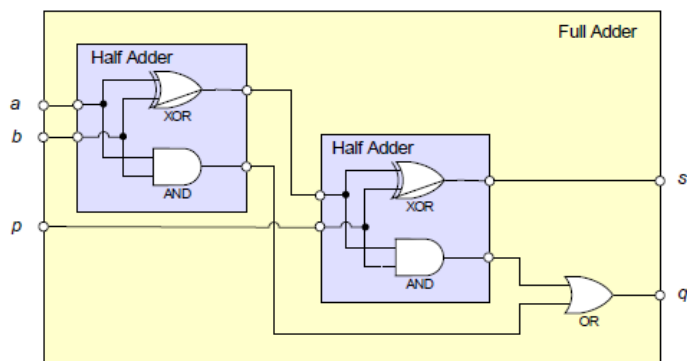 Full Adder
Half Adder
a
XOR
b
AND
Half Adder
s
XOR
p
AND
q
OR